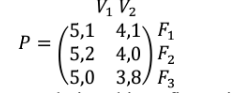 V₁ V₂
5,1 4,1 F₁
P = 5,2 4,0 F₂
5,0 3,8 F₃